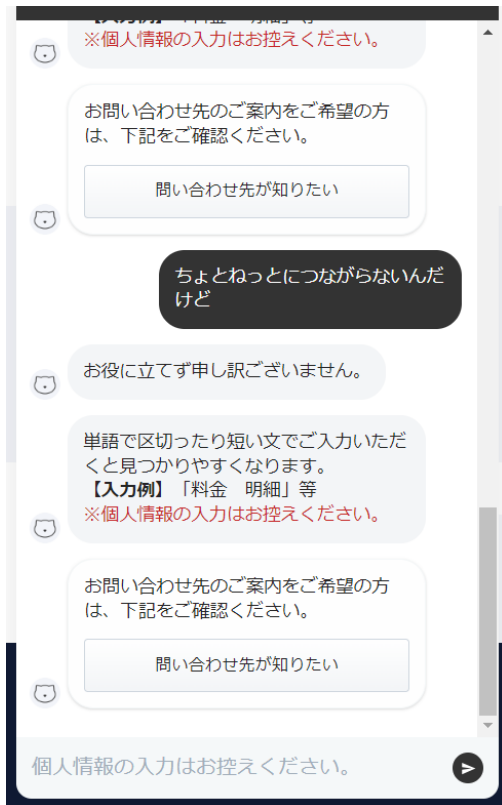 【入力例】「料金　明細」等
※個人情報の入力はお控えください。
お問い合わせ先のご案内をご希望の方
は、下記をご確認ください。
問い合わせ先が知りたい
ちょとねっとにつながらないんだ
けど
お役に立てず申し訳ございません。
単語で区切ったり短い文でご入力いただ
くと見つかりやすくなります。
【入力例】「料金　明細」等
※個人情報の入力はお控えください。
お問い合わせ先のご案内をご希望の方
は、下記をご確認ください。
問い合わせ先が知りたい
個人情報の入力はお控えください。